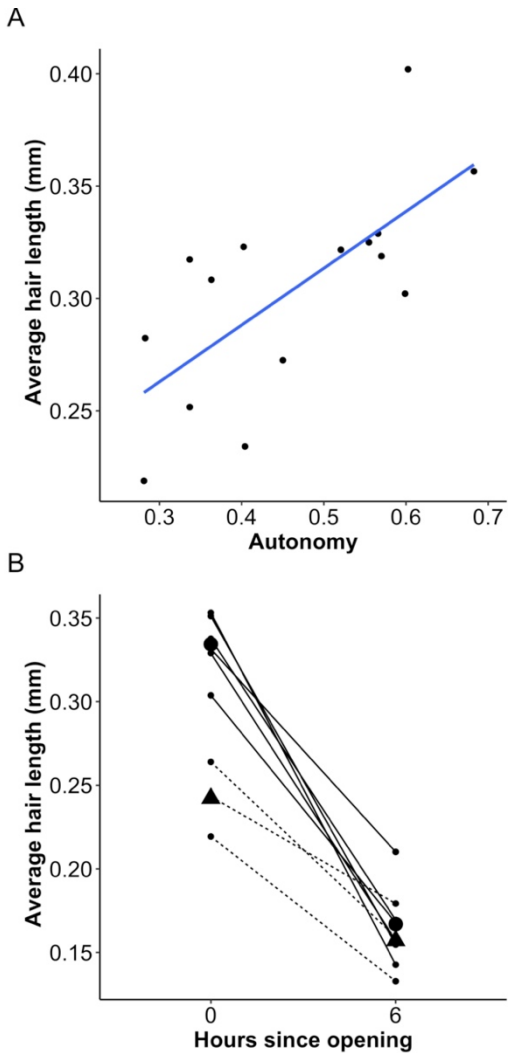 A
Average hair length (mm)
0.40
0.35
0.30
0.25
0.3 0.4 0.5 0.6 0.7
Autonomy
B
Average hair length (mm)
0.35
0.30
0.25
0.20
0.15
0 6
Hours since opening